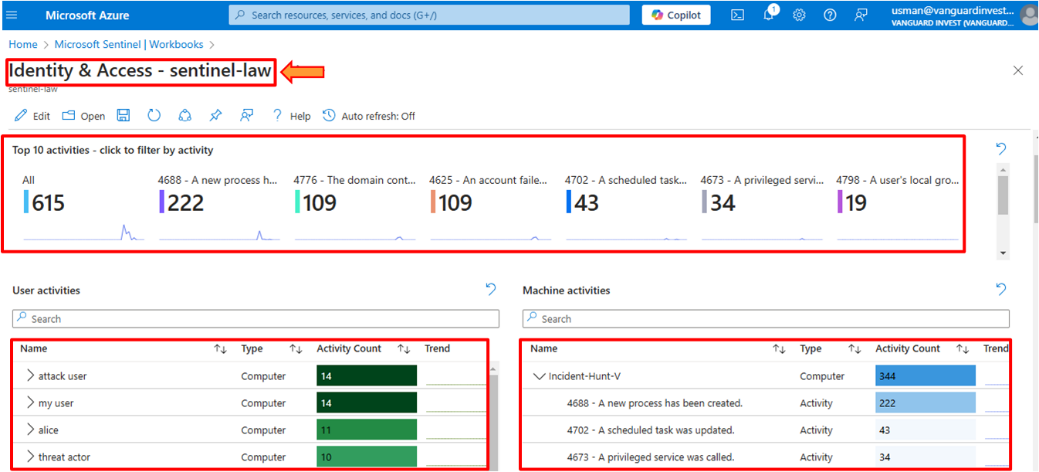 Microsoft Azure
Search resources, services, and docs (G+/)
Copilot
1
usman@vanguardinvest...
VANGUARD INVEST (VANGUARD...
Home > Microsoft Sentinel | Workbooks >
Identity & Access - sentinel-law
sentinel-law
Edit Open Help Auto refresh: Off
Top 10 activities - click to filter by activity
All 4688 - A new process h... 4776 - The domain cont... 4625 - An account faile... 4702 - A scheduled task... 4673 - A privileged servi... 4798 - A user's local gro...
615 222 109 109 43 34 19
User activities
Search
Name Type Activity Count Trend
attack user Computer 14
my user Computer 14
alice Computer 11
threat actor Computer 10
Machine activities
Search
Name Type Activity Count Trend
Incident-Hunt-V Computer 344
4688 - A new process has been created. Activity 222
4702 - A scheduled task was updated. Activity 43
4673 - A privileged service was called. Activity 34